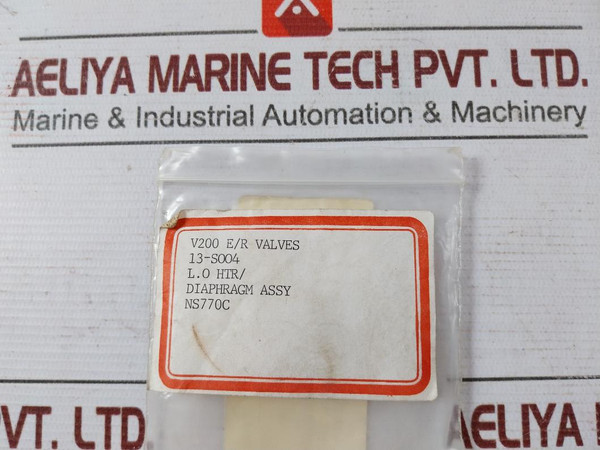 AELIYA MARINE TECH PVT. LTD.
Marine & Industrial Automation & Machinery
V200 E/R VALVES
13-S004
L.O HTR/
DIAPHRAGM ASSY
NS770C
VT. LTD
AELIYA